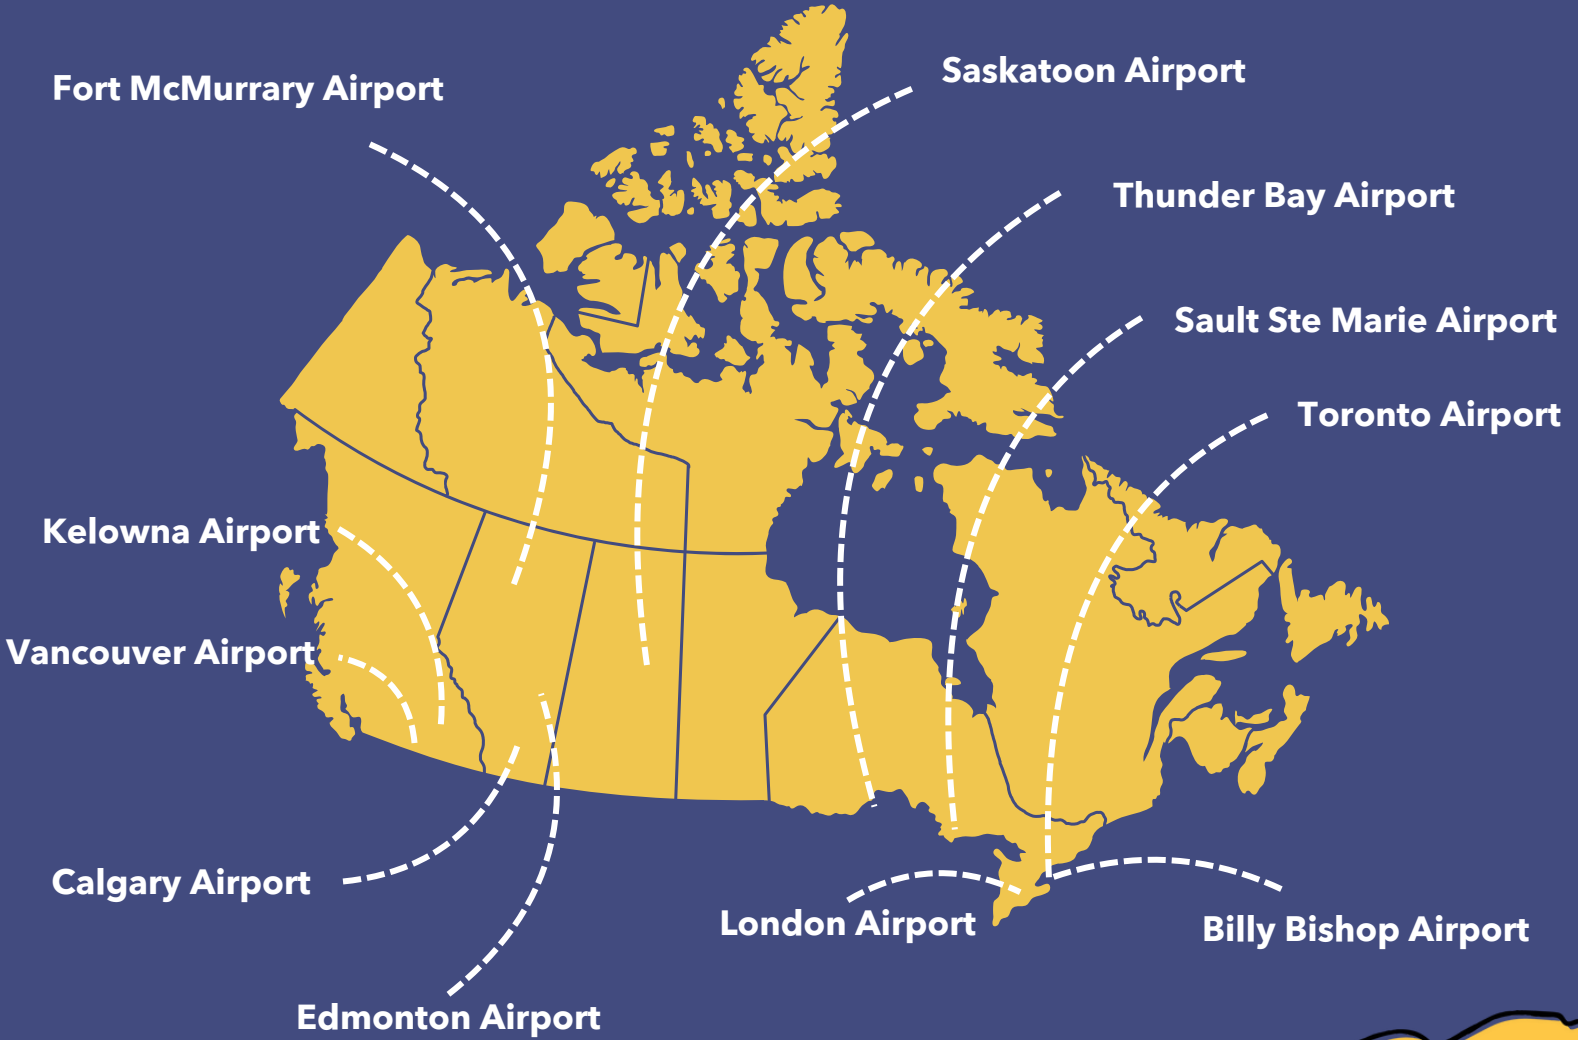 Saskatoon Airport
Fort McMurrary Airport
Thunder Bay Airport
Sault Ste Marie Airport
Toronto Airport
Kelowna Airport
Vancouver Airport
Calgary Airport
London Airport
Billy Bishop Airport
Edmonton Airport